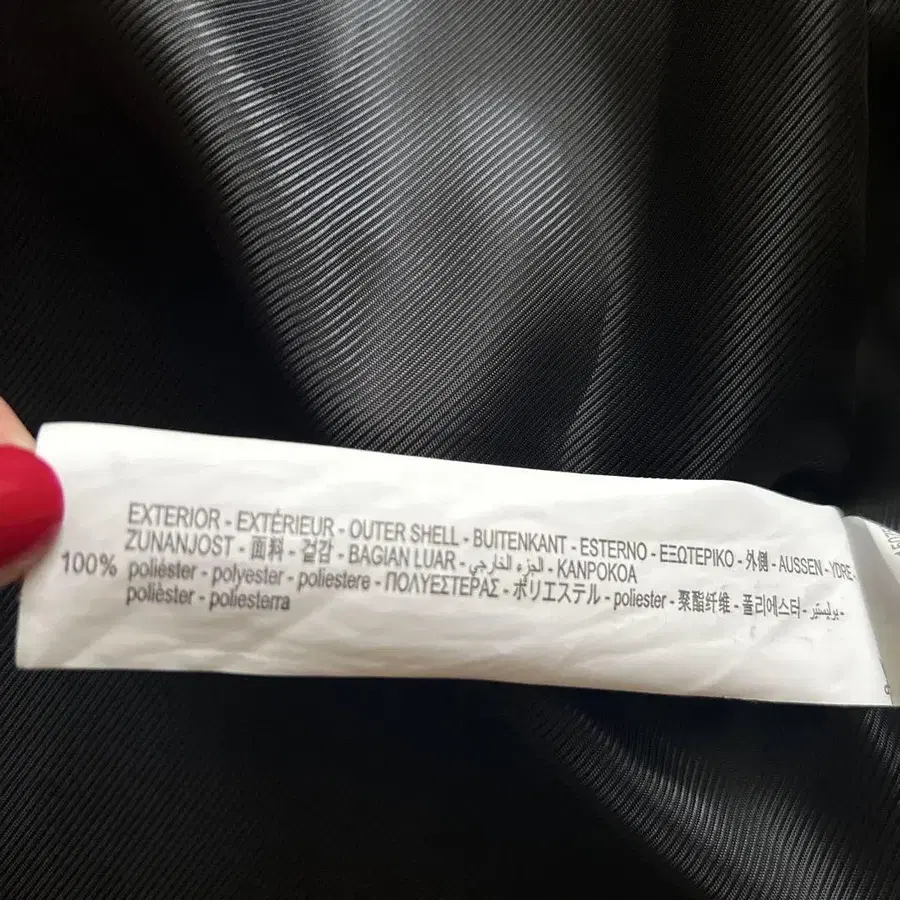 EXTERIOR - EXTÉRIEUR - OUTER SHELL - BUITENKANT - ESTERNO - ΕΞΩΤΕΡΙΚΟ - 外側 - AUSSEN - YDRE -
ZUNANJOST - 面料 - 겉감 - BAGIAN LUAR - الجزء الخارجي - KANPOKOA
100% poliéster - polyester - poliestere - ΠΟΛΥΕΣΤΕΡΑΣ - ポリエステル - poliester - 聚酯纤维 - 폴리에스터 - بوليستير -
polièster - poliesterra